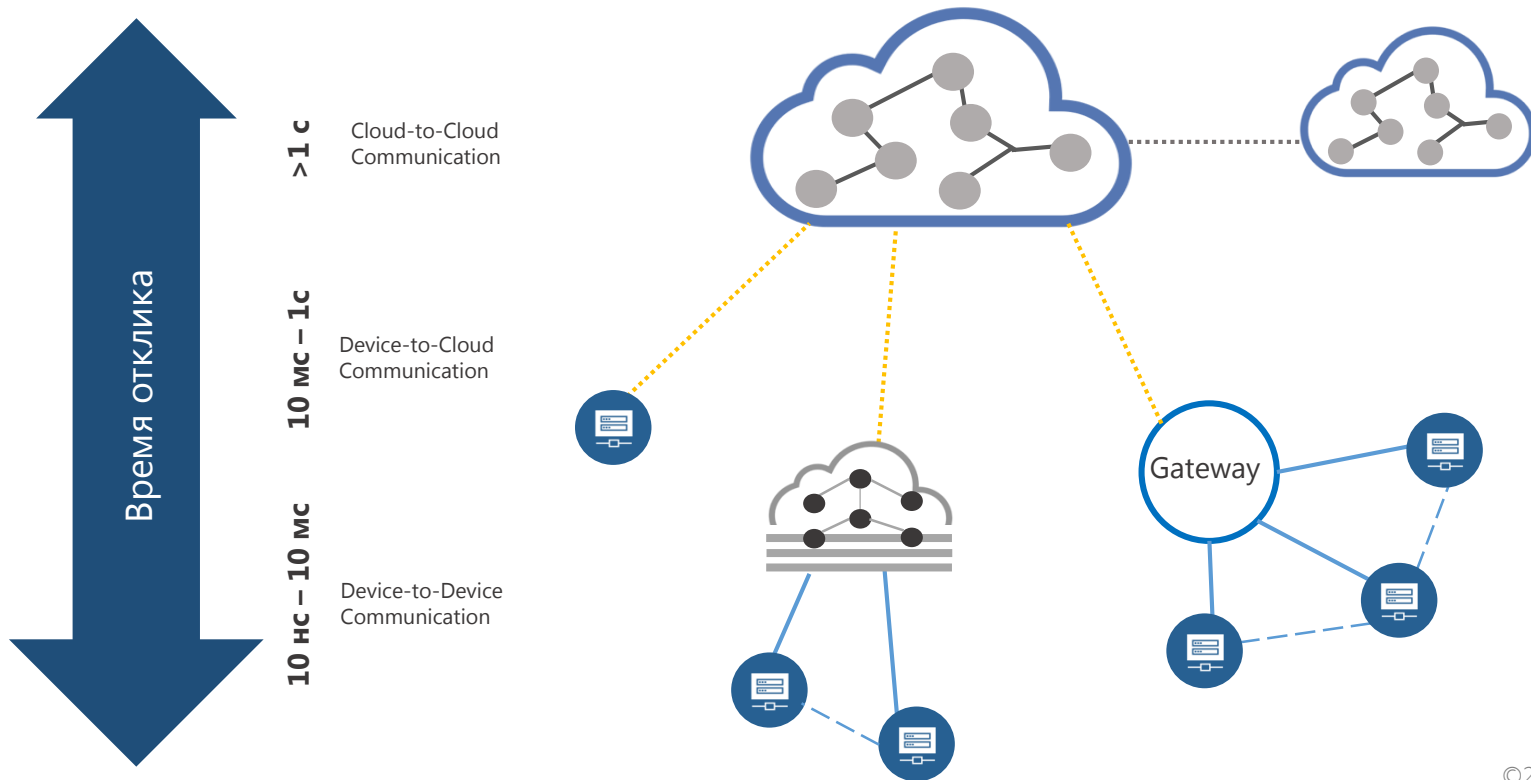 Время отклика
>1 с
Cloud-to-Cloud
Communication
10 мс – 1с
Device-to-Cloud
Communication
10 нс – 10 мс
Device-to-Device
Communication
Gateway
©2